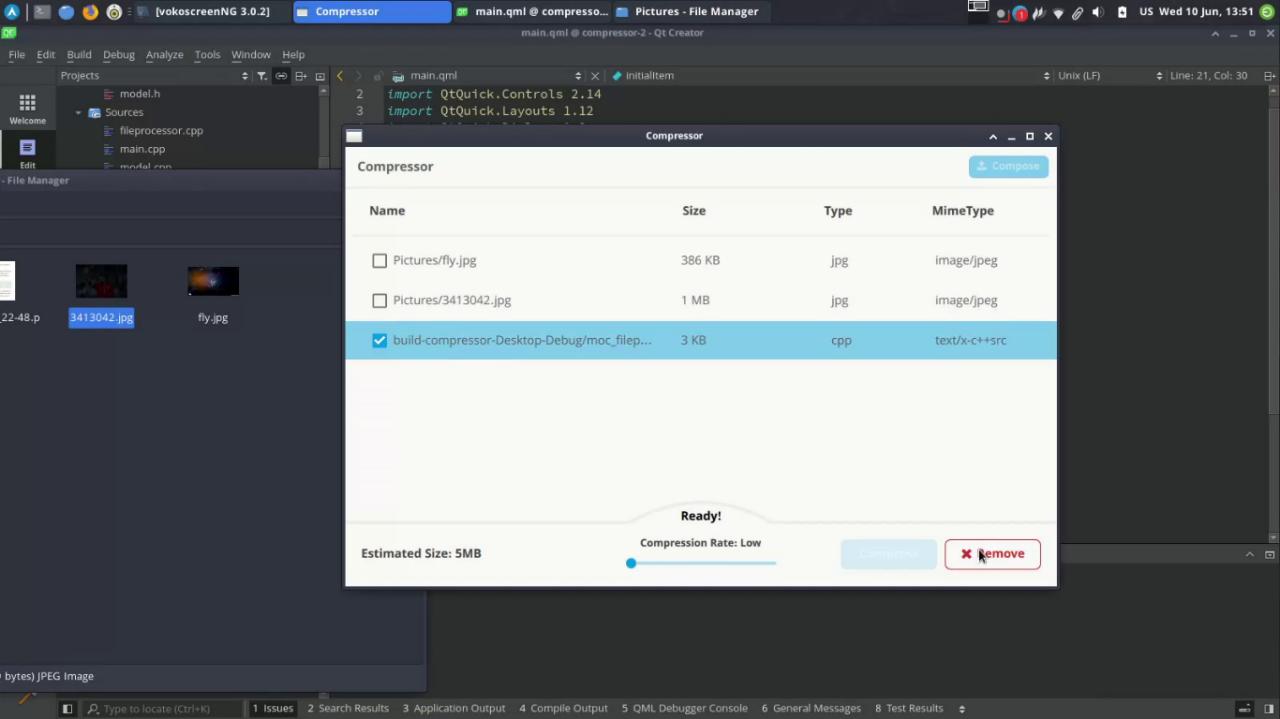 [vokoscreenNG 3.0.2]
Compressor
main.qml @ compresso...
Pictures - File Manager
US Wed 10 Jun, 13:51
main.qml @ compressor-2 - Qt Creator
File Edit Build Debug Analyze Tools Window Help
Projects
main.qml
initialItem
Unix (LF)
Line: 21, Col: 30
Welcome
Edit
model.h
Sources
fileprocessor.cpp
main.cpp
model.cpp
2 import QtQuick.Controls 2.14
3 import QtQuick.Layouts 1.12
- File Manager
_22-48.p
3413042.jpg
fly.jpg
bytes) JPEG Image
Compressor
Compressor
Compose
Name Size Type MimeType
Pictures/fly.jpg 386 KB jpg image/jpeg
Pictures/3413042.jpg 1 MB jpg image/jpeg
build-compressor-Desktop-Debug/moc_filep... 3 KB cpp text/x-c++src
Ready!
Estimated Size: 5MB
Compression Rate: Low
Remove
Type to locate (Ctrl+K)
1 Issues 2 Search Results 3 Application Output 4 Compile Output 5 QML Debugger Console 6 General Messages 8 Test Results